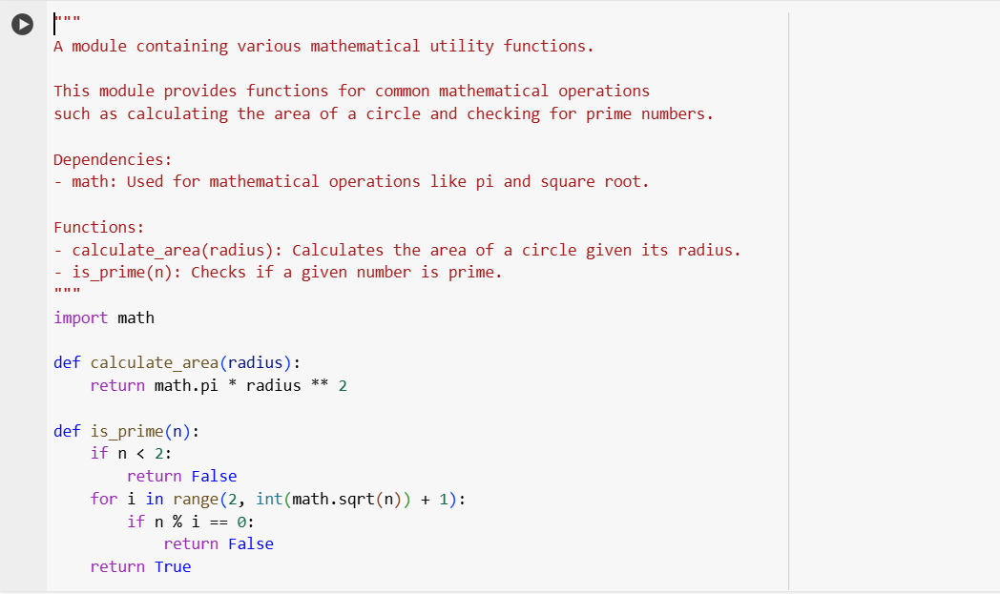 """
A module containing various mathematical utility functions.
This module provides functions for common mathematical operations
such as calculating the area of a circle and checking for prime numbers.
Dependencies:
- math: Used for mathematical operations like pi and square root.
Functions:
- calculate_area(radius): Calculates the area of a circle given its radius.
- is_prime(n): Checks if a given number is prime.
"""
import math
def calculate_area(radius):
    return math.pi * radius ** 2
def is_prime(n):
    if n < 2:
        return False
    for i in range(2, int(math.sqrt(n)) + 1):
        if n % i == 0:
            return False
    return True